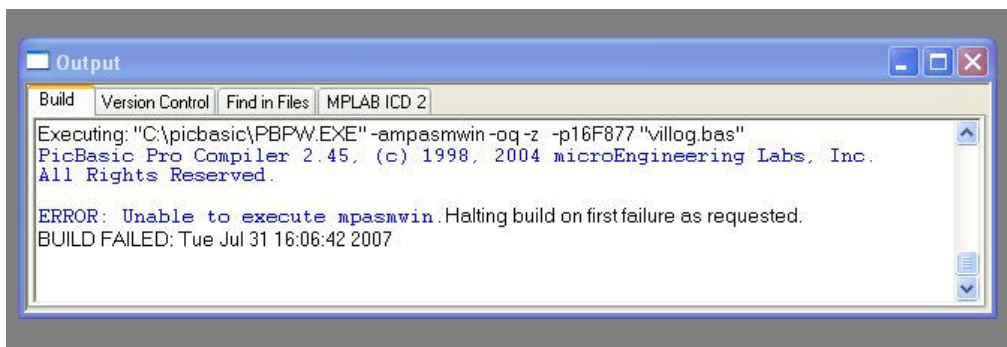 Output
Build Version Control Find in Files MPLAB ICD 2
Executing: "C:\picbasic\PBPW.EXE" -ampasmwin -oq -z -p16F877 "villog.bas"
PicBasic Pro Compiler 2.45, (c) 1998, 2004 microEngineering Labs, Inc.
All Rights Reserved.
ERROR: Unable to execute mpasmwin.Halting build on first failure as requested.
BUILD FAILED: Tue Jul 31 16:06:42 2007